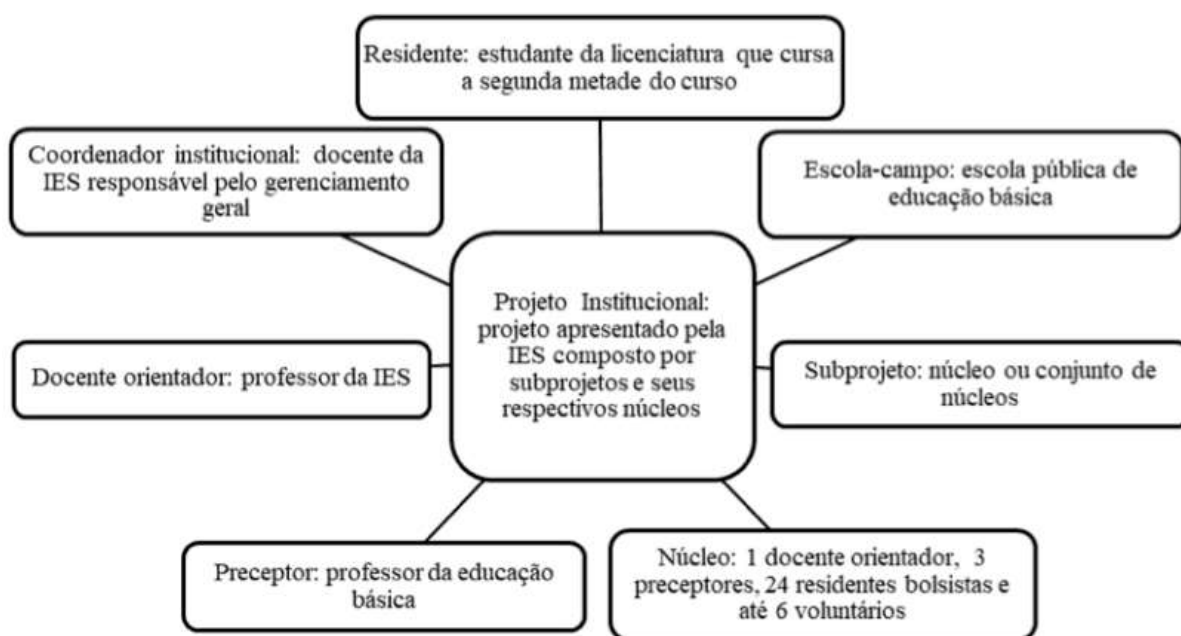 Residente: estudante da licenciatura que cursa
a segunda metade do curso
Coordenador institucional: docente da
IES responsável pelo gerenciamento
geral
Escola-campo: escola pública de
educação básica
Projeto Institucional:
projeto apresentado pela
IES composto por
subprojetos e seus
respectivos núcleos
Docente orientador: professor da IES
Subprojeto: núcleo ou conjunto de
núcleos
Preceptor: professor da educação
básica
Núcleo: 1 docente orientador, 3
preceptores, 24 residentes bolsistas e
até 6 voluntários